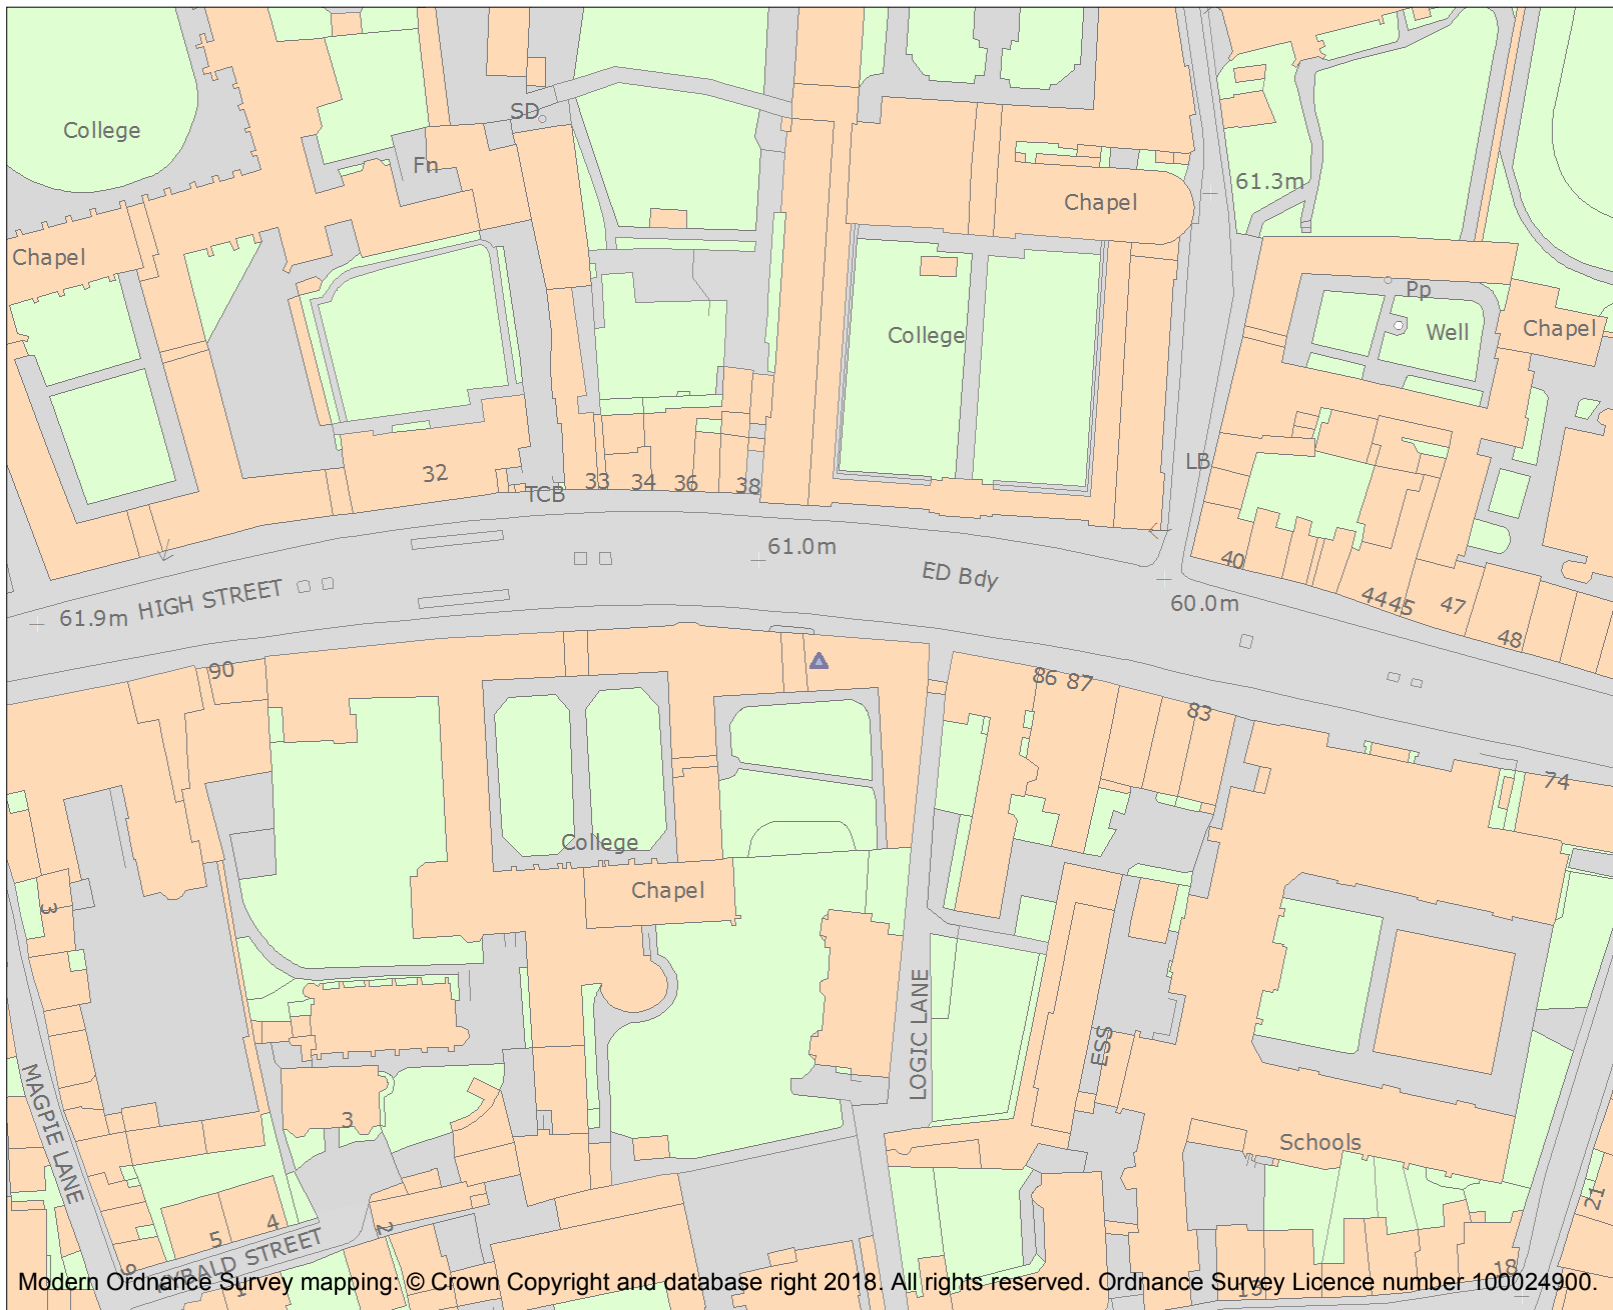 College
SD
Fn
Chapel
61.3m
Chapel
Pp
College
Well
Chapel
32
TCB
33
34
36
38
LB
61.0m
40
ED Bdy
44
45
47
48
61.9m
HIGH STREET
60.0m
90
86
87
83
74
College
Chapel
3
LOGIC LANE
ESS
MAGPIE LANE
3
Schools
21
5
4
2
18
19
1
Modern Ordnance Survey mapping: © Crown Copyright and database right 2018. All rights reserved. Ordnance Survey Licence number 100024900.